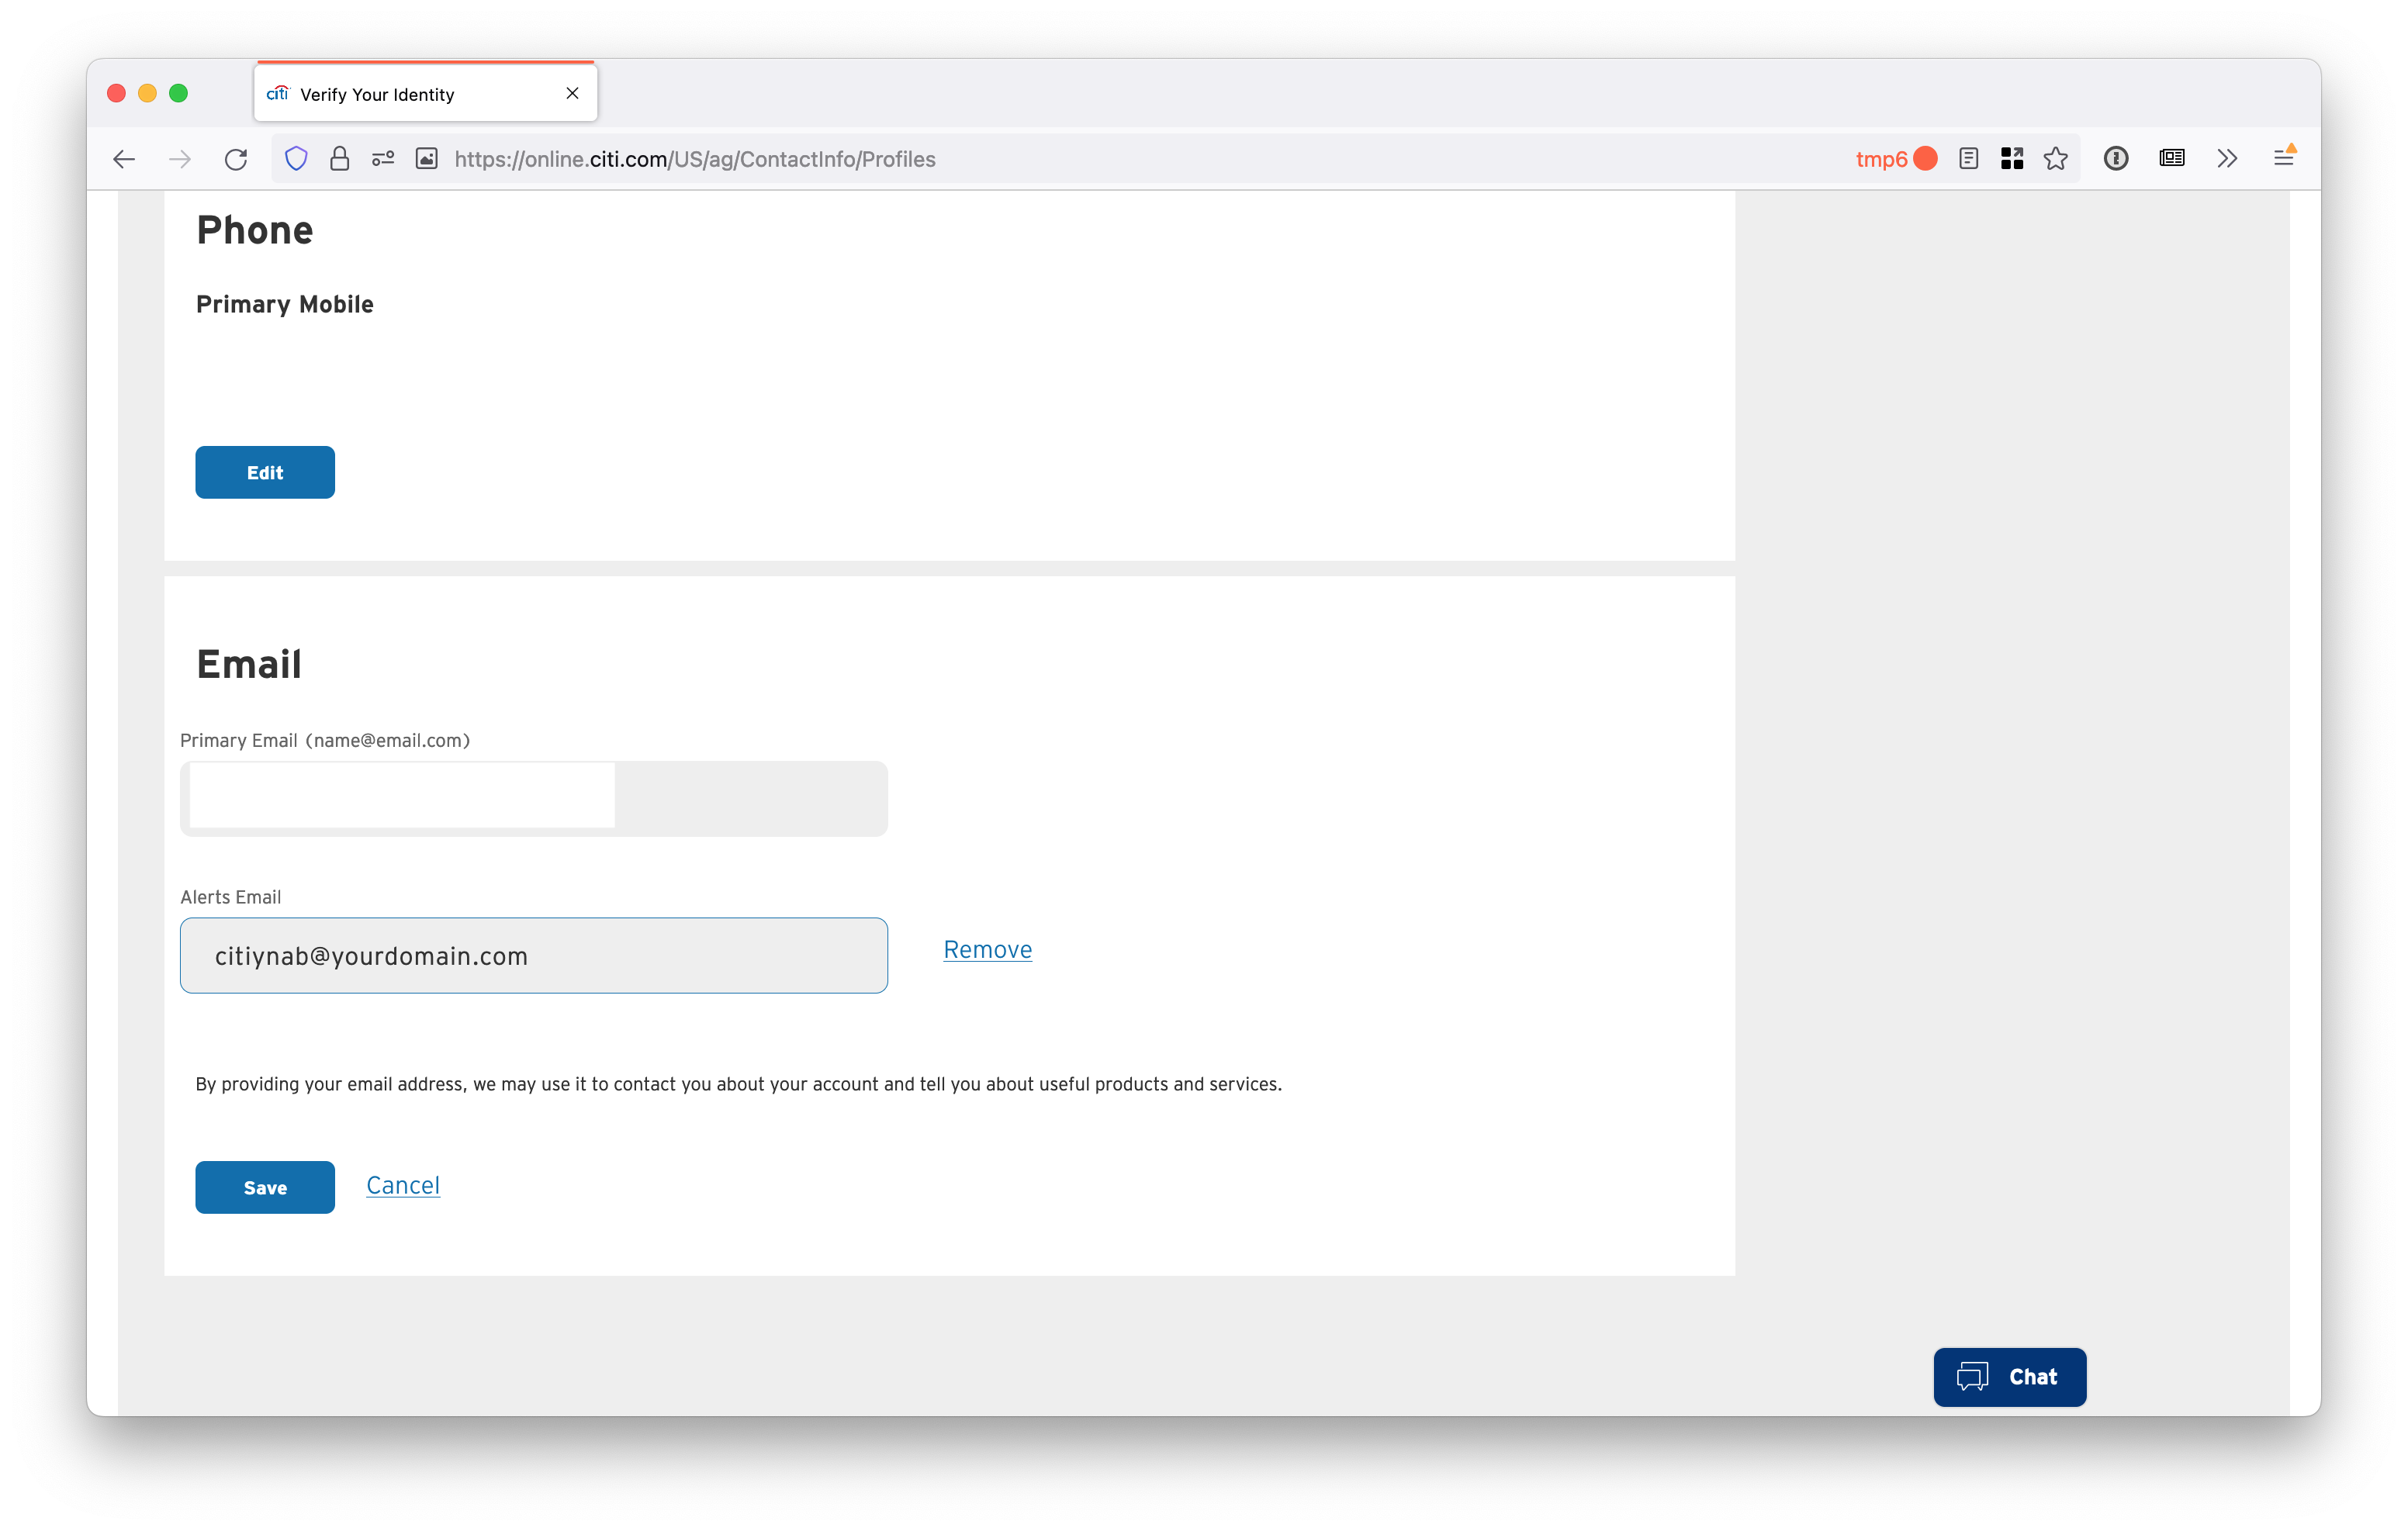 citi Verify Your Identity
https://online.citi.com/US/ag/ContactInfo/Profiles tmp6
Phone
Primary Mobile
Edit
Email
Primary Email (name@email.com)
Alerts Email
citiynab@yourdomain.com Remove
By providing your email address, we may use it to contact you about your account and tell you about useful products and services.
Save Cancel
Chat